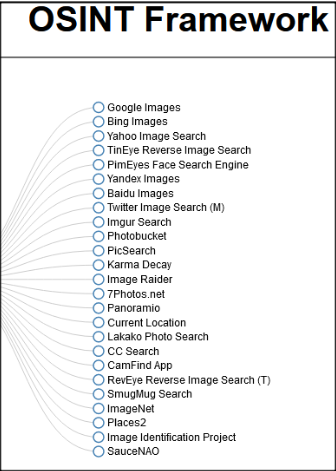 OSINT Framework
Google Images
Bing Images
Yahoo Image Search
TinEye Reverse Image Search
PimEyes Face Search Engine
Yandex Images
Baidu Images
Twitter Image Search (M)
Imgur Search
Photobucket
PicSearch
Karma Decay
Image Raider
7Photos.net
Panoramio
Current Location
Lakako Photo Search
CC Search
CamFind App
RevEye Reverse Image Search (T)
SmugMug Search
ImageNet
Places2
Image Identification Project
SauceNAO